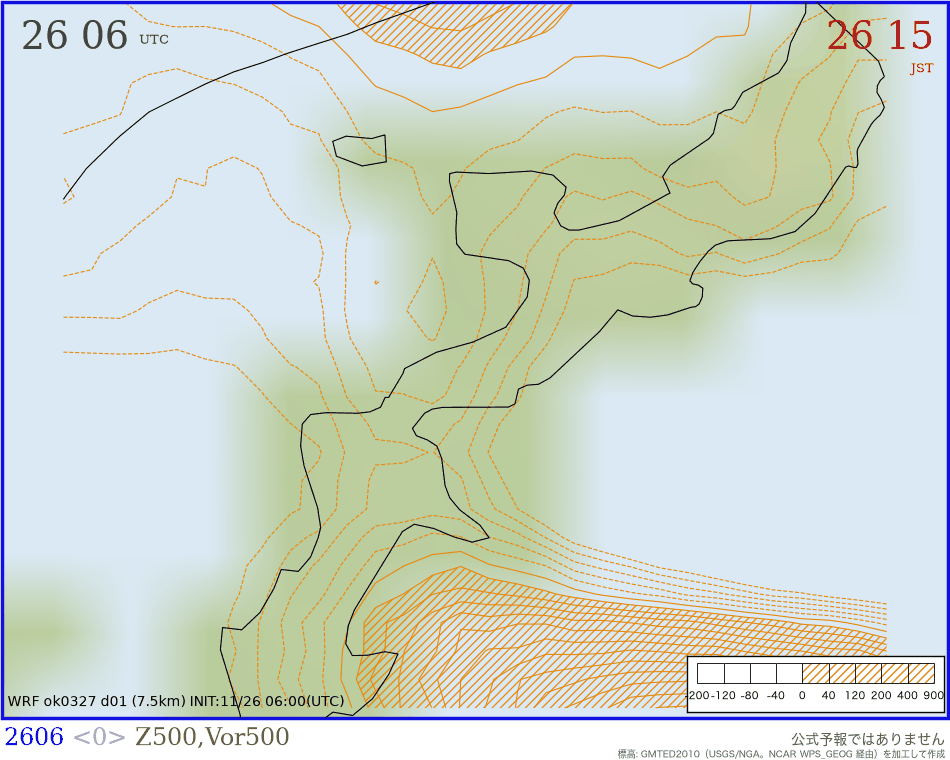 26 06 UTC
26 15
JST
-200 -120 -80 -40 0 40 120 200 400 900
WRF ok0327 d01 (7.5km) INIT:11/26 06:00(UTC)
2606 <0> Z500,Vor500
公式予報ではありません
標高: GMTED2010（USGS/NGA。NCAR WPS_GEOG 経由）を加工して作成